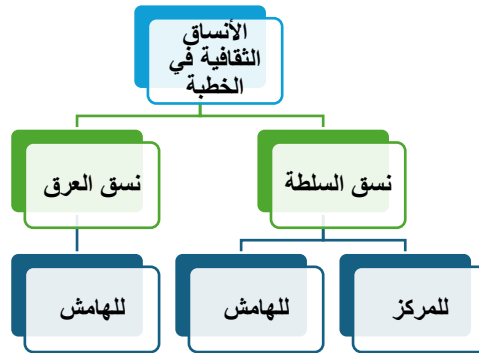 الأنساق
الثقافية في
الخطبة
نسق السلطة
نسق العرق
للمركز
للهامش
للهامش